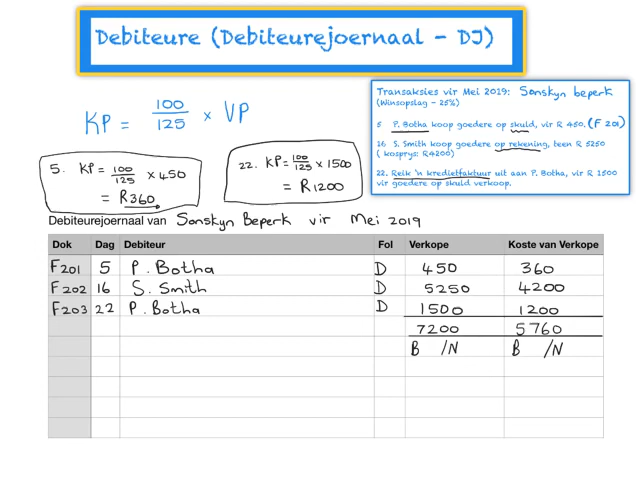 Debiteure (Debiteurejoernaal - DJ)
KP = 100/125 × VP
Transaksies vir Mei 2019: Sonskyn beperk
(Winsopslag - 25%)
5 P. Botha koop goedere op skuld, vir R 450. (F 201)
16 S. Smith koop goedere op rekening, teen R 5250
( kosprys: R4200)
22. Reik 'n kredietfaktuur uit aan P. Botha, vir R 1500
vir goedere op skuld verkoop.
5. KP = 100/125 × 450
= R360
22. KP = 100/125 × 1500
= R1200
Debiteurejoernaal van Sonskyn Beperk vir Mei 2019
Dok Dag Debiteur Fol Verkope Koste van Verkope
F201 5 P. Botha D 450 360
F202 16 S. Smith D 5250 4200
F203 22 P. Botha D 1500 1200
7200 5760
B /N B /N